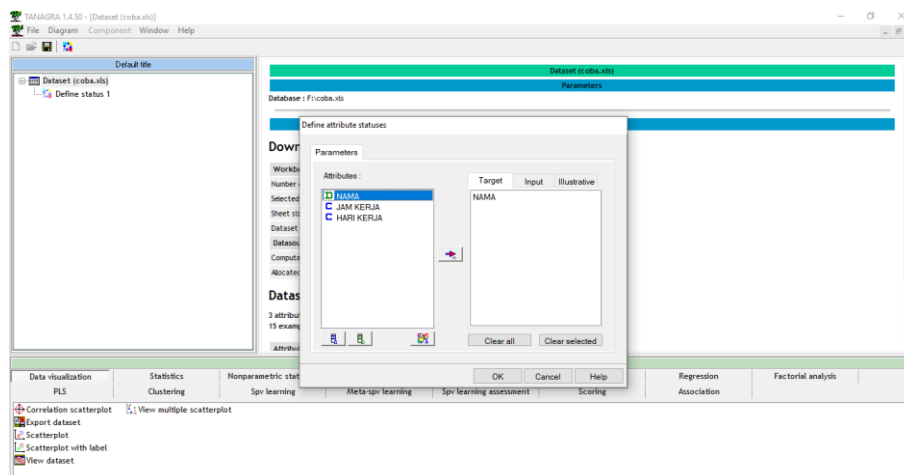 TANAGRA 1.4.50 - [Dataset (coba.xls)]
File Diagram Component Window Help
Default title
Dataset (coba.xls)
Define status 1
Dataset (coba.xls)
Parameters
Database : F:\coba.xls
Define attribute statuses
Parameters
Attributes :
NAMA
JAM KERJA
HARI KERJA
Target Input Illustrative
NAMA
Clear all Clear selected
OK Cancel Help
Down
Workb
Number
Selected
Sheet siz
Dataset
Datasou
Computa
Allocated
Datas
3 attribu
15 examp
Attribu
Data visualization Statistics Nonparametric stat Regression Factorial analysis
PLS Clustering Spv learning Meta-spv learning Spv learning assessment Scoring Association
Correlation scatterplot View multiple scatterplot
Export dataset
Scatterplot
Scatterplot with label
View dataset